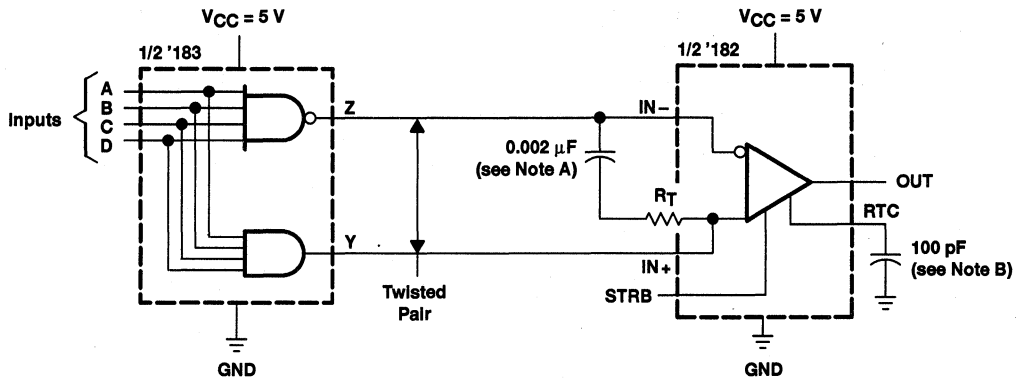 VCC = 5 V
VCC = 5 V
1/2 '183
1/2 '182
Inputs
A
B
C
D
Z
IN−
0.002 μF
(see Note A)
RT
OUT
RTC
Y
IN+
100 pF
(see Note B)
STRB
Twisted
Pair
GND
GND